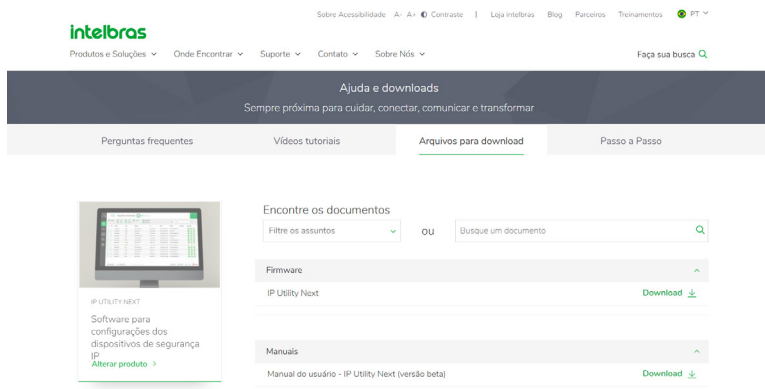 Sobre Acessibilidade A- A+ Contraste | Loja intelbras Blog Parceiros Treinamentos PT
intelbras
Produtos e Soluções Onde Encontrar Suporte Contato Sobre Nós Faça sua busca
Ajuda e downloads
Sempre próxima para cuidar, conectar, comunicar e transformar
Perguntas frequentes Vídeos tutoriais Arquivos para download Passo a Passo
Encontre os documentos
Filtre os assuntos ou Busque um documento
Firmware
IP Utility Next Download
Manuais
Manual do usuário - IP Utility Next (versão beta) Download
IP UTILITY NEXT
Software para
configurações dos
dispositivos de segurança
IP
Alterar produto >